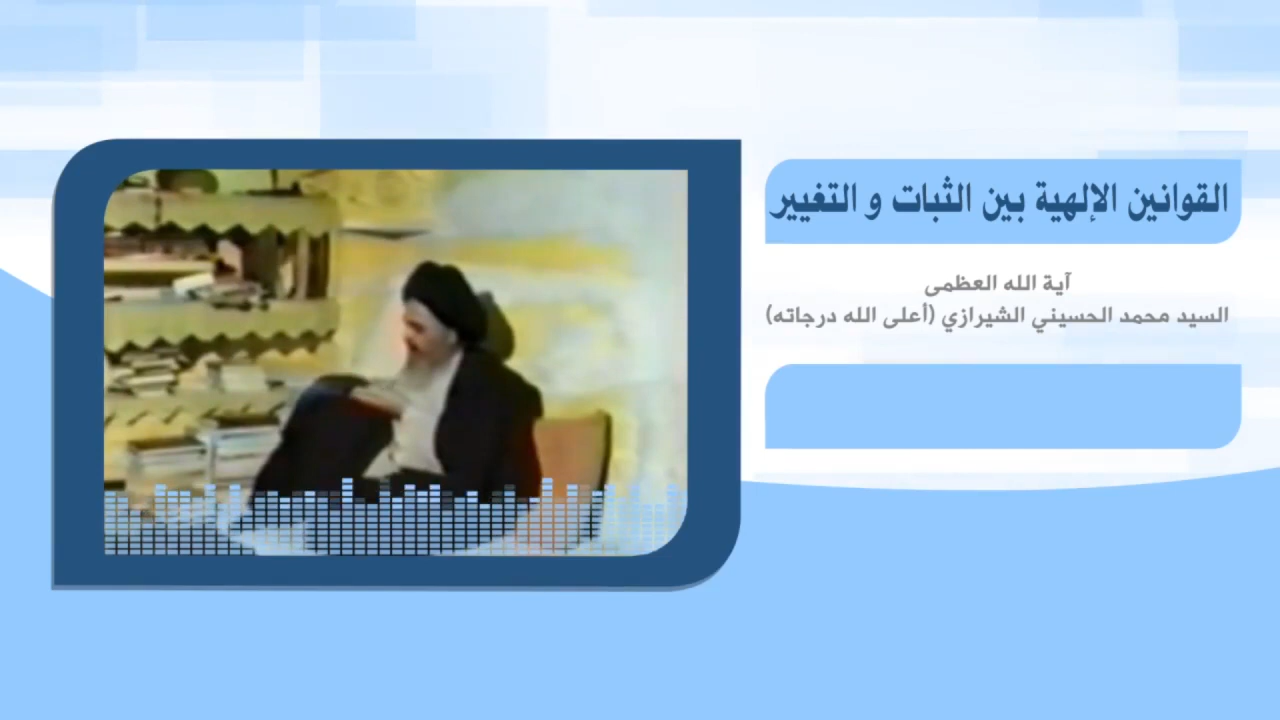 القوانين الإلهية بين الثبات و التغيير
آية الله العظمى
السيد محمد الحسيني الشيرازي (أعلى الله درجاته)